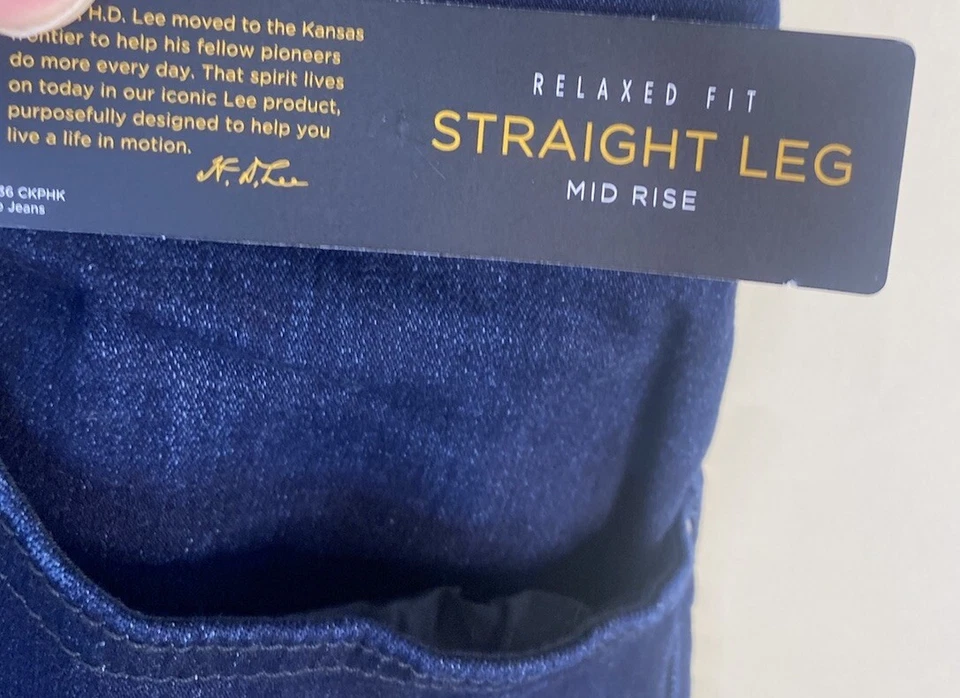 H.D. Lee moved to the Kansas
frontier to help his fellow pioneers
do more every day. That spirit lives
on today in our iconic Lee product,
purposefully designed to help you
live a life in motion.
H. D. Lee
36 CKPHK
Jeans
RELAXED FIT
STRAIGHT LEG
MID RISE